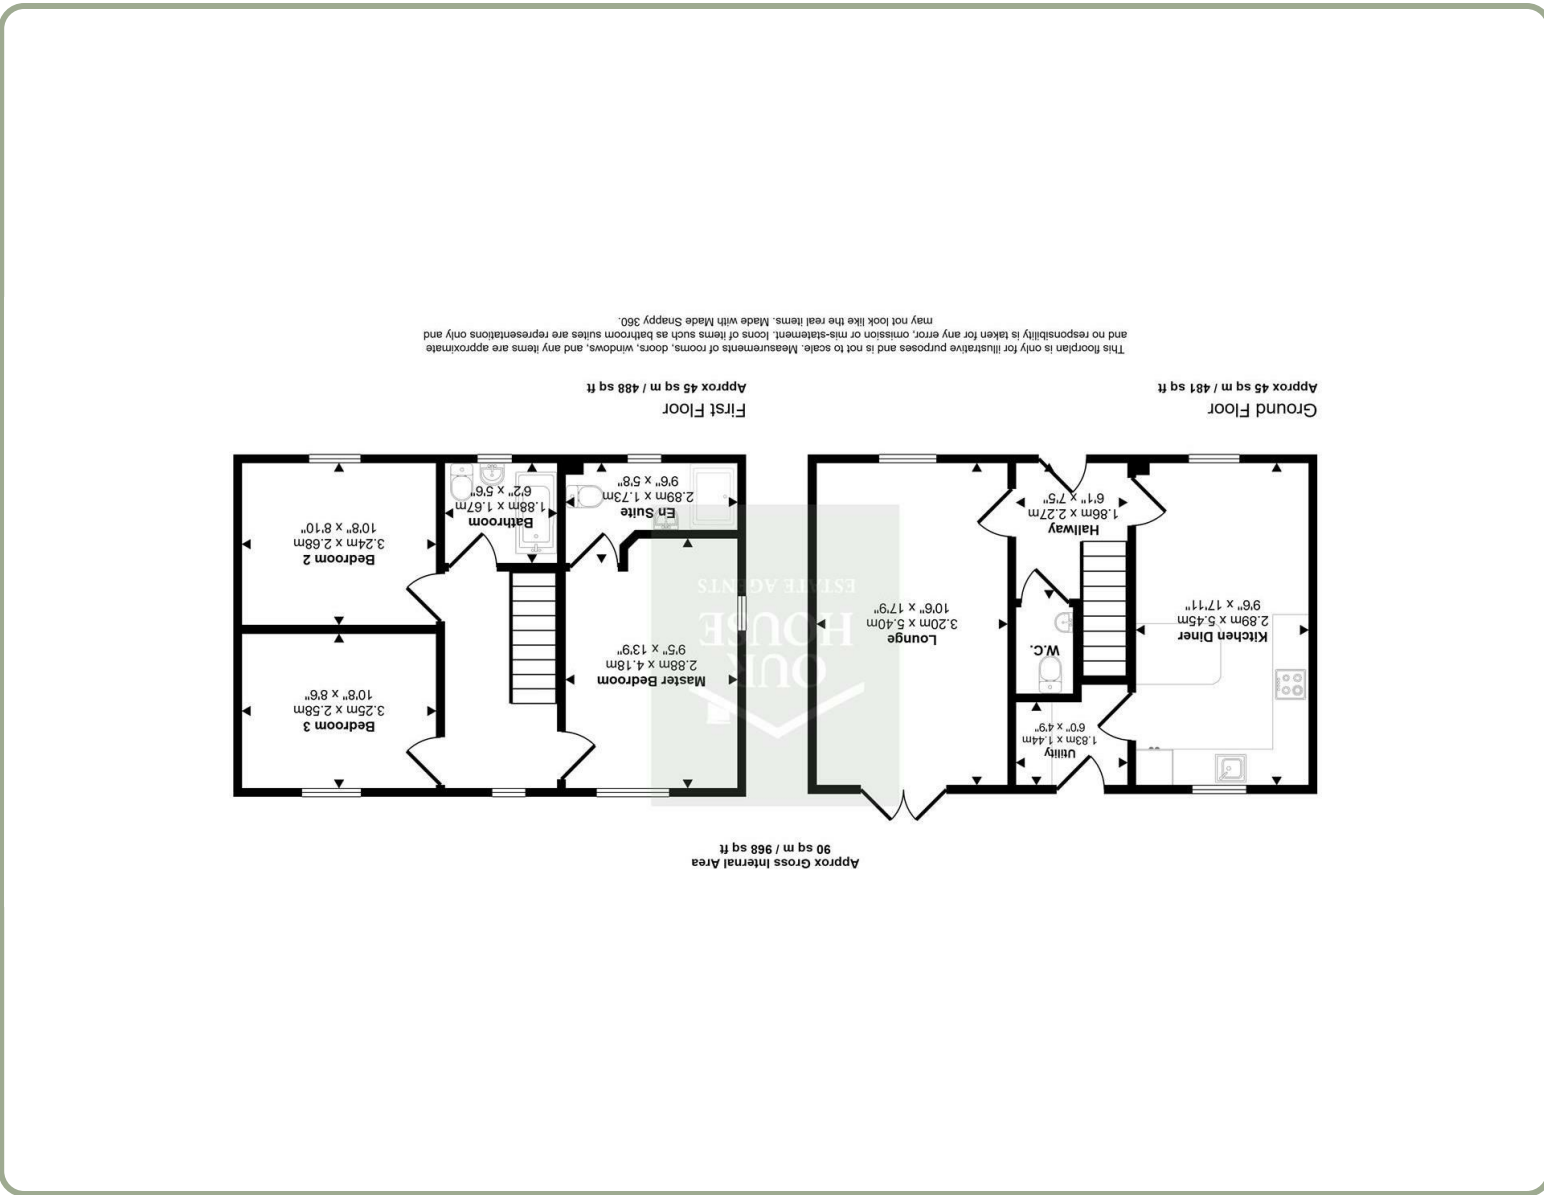 Approx Gross Internal Area
90 sq m / 968 sq ft
Kitchen Diner
2.89m x 5.45m
9'6" x 17'11"
Utility
1.83m x 1.44m
6'0" x 4'9"
W.C.
Hallway
1.86m x 2.27m
6'1" x 7'5"
Lounge
3.20m x 5.40m
10'6" x 17'9"
Ground Floor
Approx 45 sq m / 481 sq ft
Master Bedroom
2.88m x 4.18m
9'5" x 13'9"
En Suite
2.89m x 1.73m
9'6" x 5'8"
Bathroom
1.88m x 1.67m
6'2" x 5'6"
Bedroom 3
3.25m x 2.58m
10'8" x 8'6"
Bedroom 2
3.24m x 2.68m
10'8" x 8'10"
First Floor
Approx 45 sq m / 488 sq ft
OUR
HOUSE
ESTATE AGENTS
This floorplan is only for illustrative purposes and is not to scale. Measurements of rooms, doors, windows, and any items are approximate
and no responsibility is taken for any error, omission or mis-statement. Icons of items such as bathroom suites are representations only and
may not look like the real items. Made with Made Snappy 360.